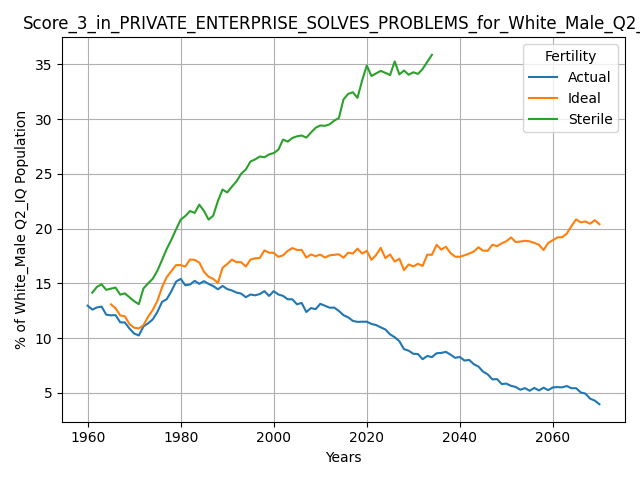 Score_3_in_PRIVATE_ENTERPRISE_SOLVES_PROBLEMS_for_White_Male_Q2_
35
30
25
20
15
10
5
% of White_Male Q2_IQ Population
Fertility
Actual
Ideal
Sterile
1960
1980
2000
2020
2040
2060
Years